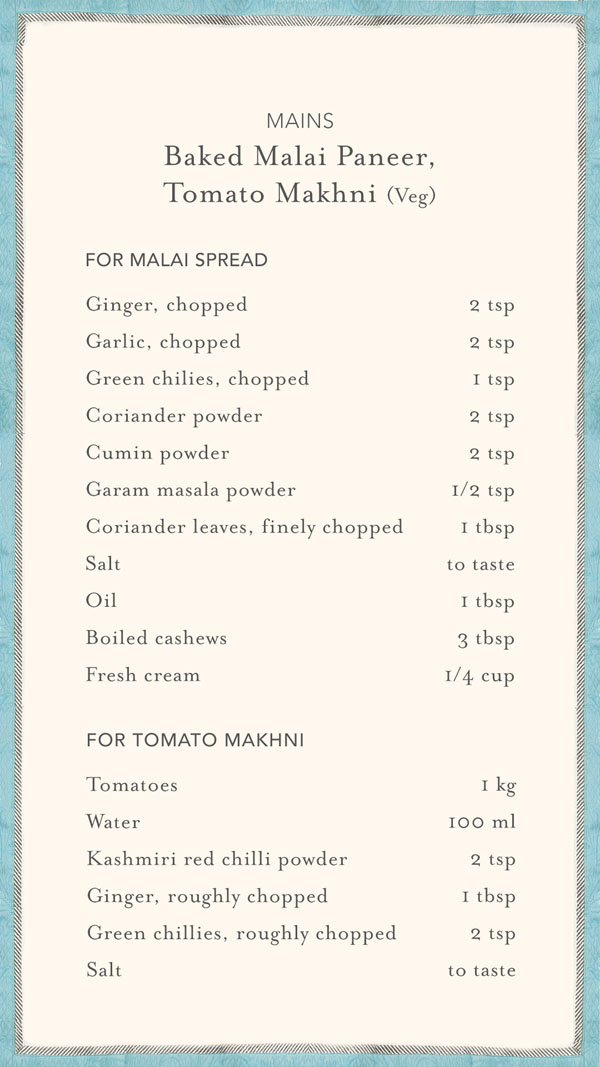 MAINS
Baked Malai Paneer,
Tomato Makhni (Veg)
FOR MALAI SPREAD
Ginger, chopped 2 tsp
Garlic, chopped 2 tsp
Green chilies, chopped 1 tsp
Coriander powder 2 tsp
Cumin powder 2 tsp
Garam masala powder 1/2 tsp
Coriander leaves, finely chopped 1 tbsp
Salt to taste
Oil 1 tbsp
Boiled cashews 3 tbsp
Fresh cream 1/4 cup
FOR TOMATO MAKHNI
Tomatoes 1 kg
Water 100 ml
Kashmiri red chilli powder 2 tsp
Ginger, roughly chopped 1 tbsp
Green chillies, roughly chopped 2 tsp
Salt to taste